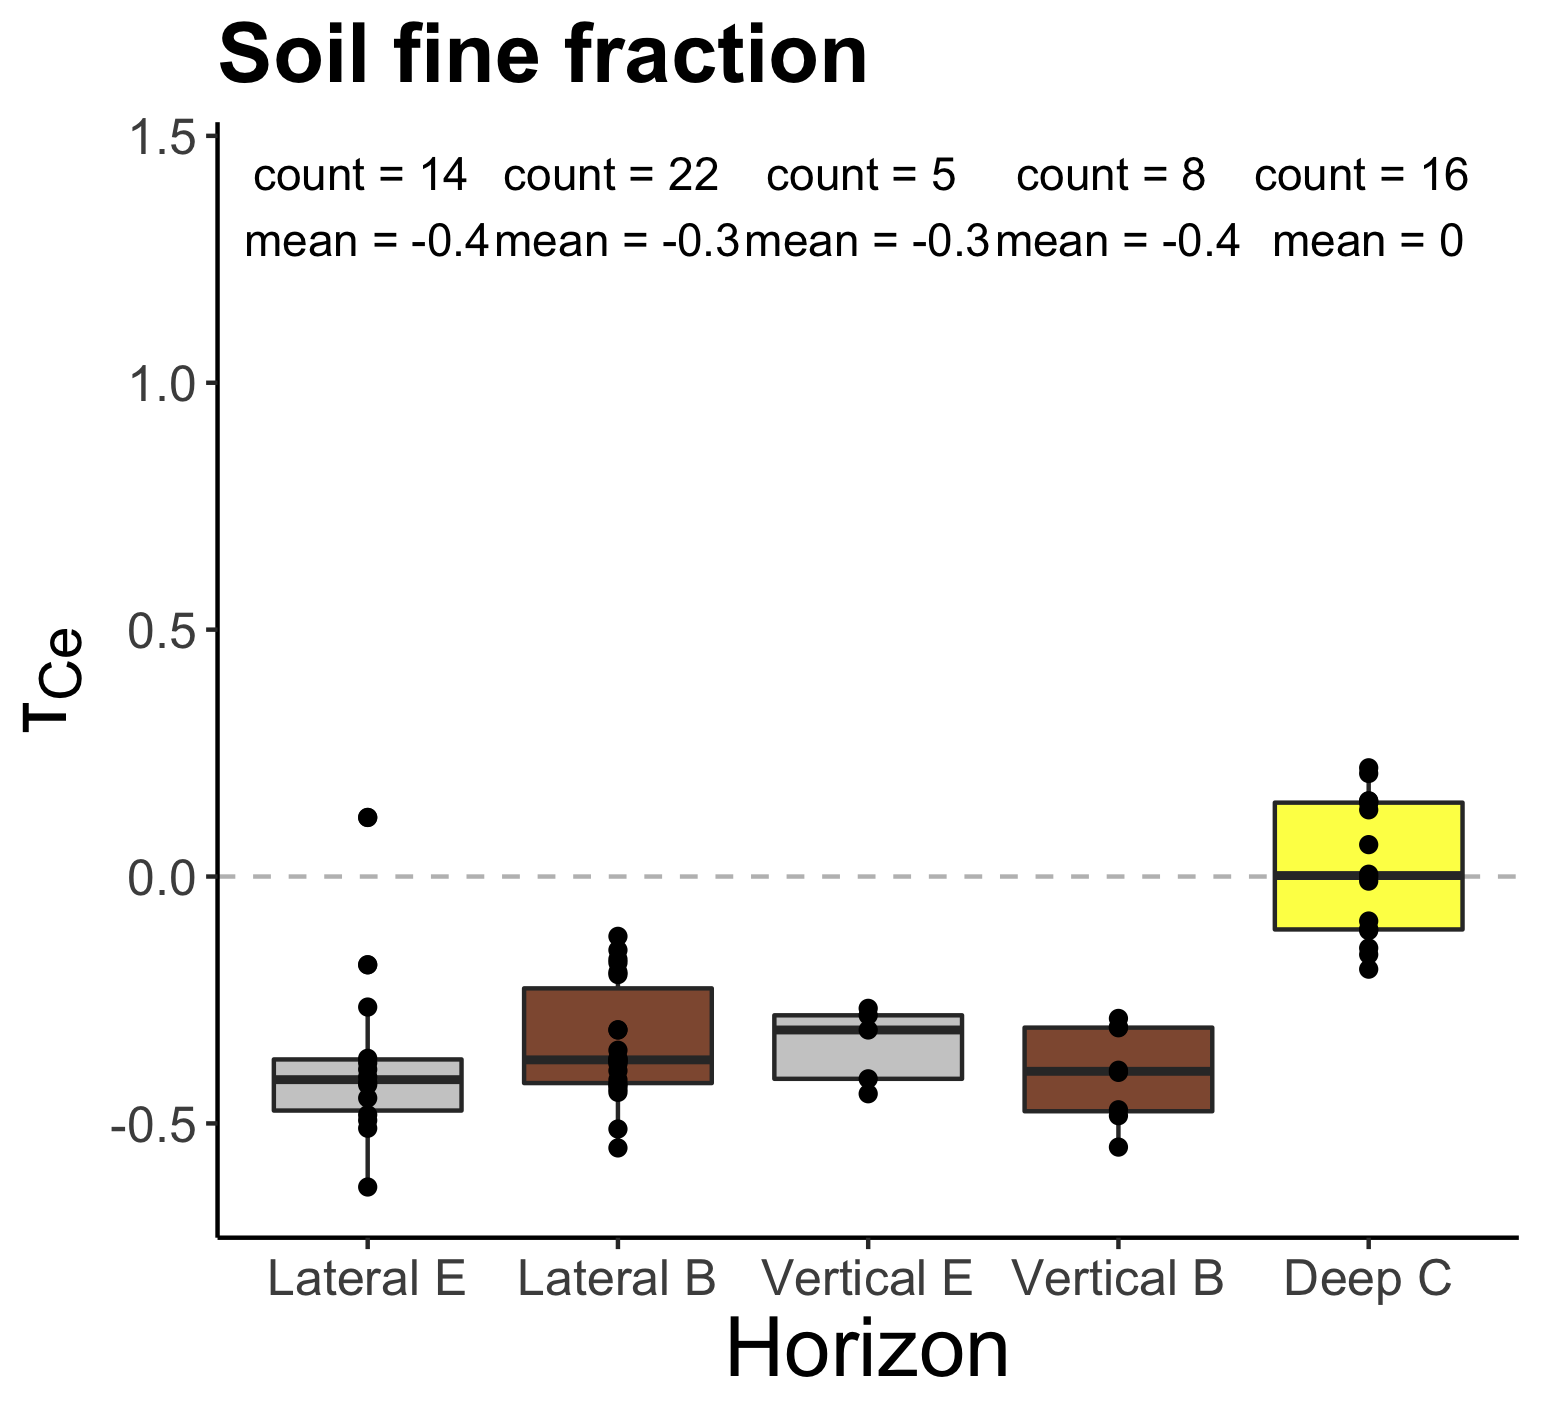 Soil fine fraction
1.5
count = 14 count = 22 count = 5 count = 8 count = 16
mean = -0.4 mean = -0.3 mean = -0.3 mean = -0.4 mean = 0
1.0
0.5
τCe
0.0
-0.5
Lateral E Lateral B Vertical E Vertical B Deep C
Horizon